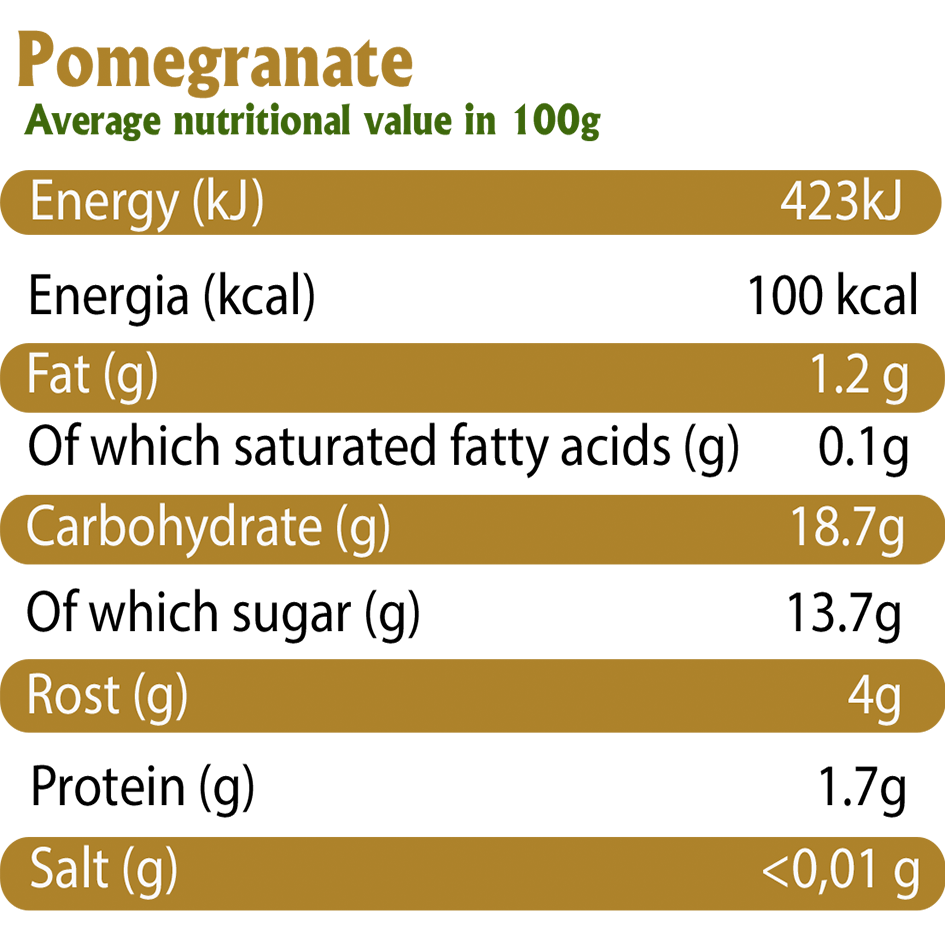 Pomegranate
Average nutritional value in 100g
Energy (kJ) 423kJ
Energia (kcal) 100 kcal
Fat (g) 1.2 g
Of which saturated fatty acids (g) 0.1g
Carbohydrate (g) 18.7g
Of which sugar (g) 13.7g
Rost (g) 4g
Protein (g) 1.7g
Salt (g) <0,01 g